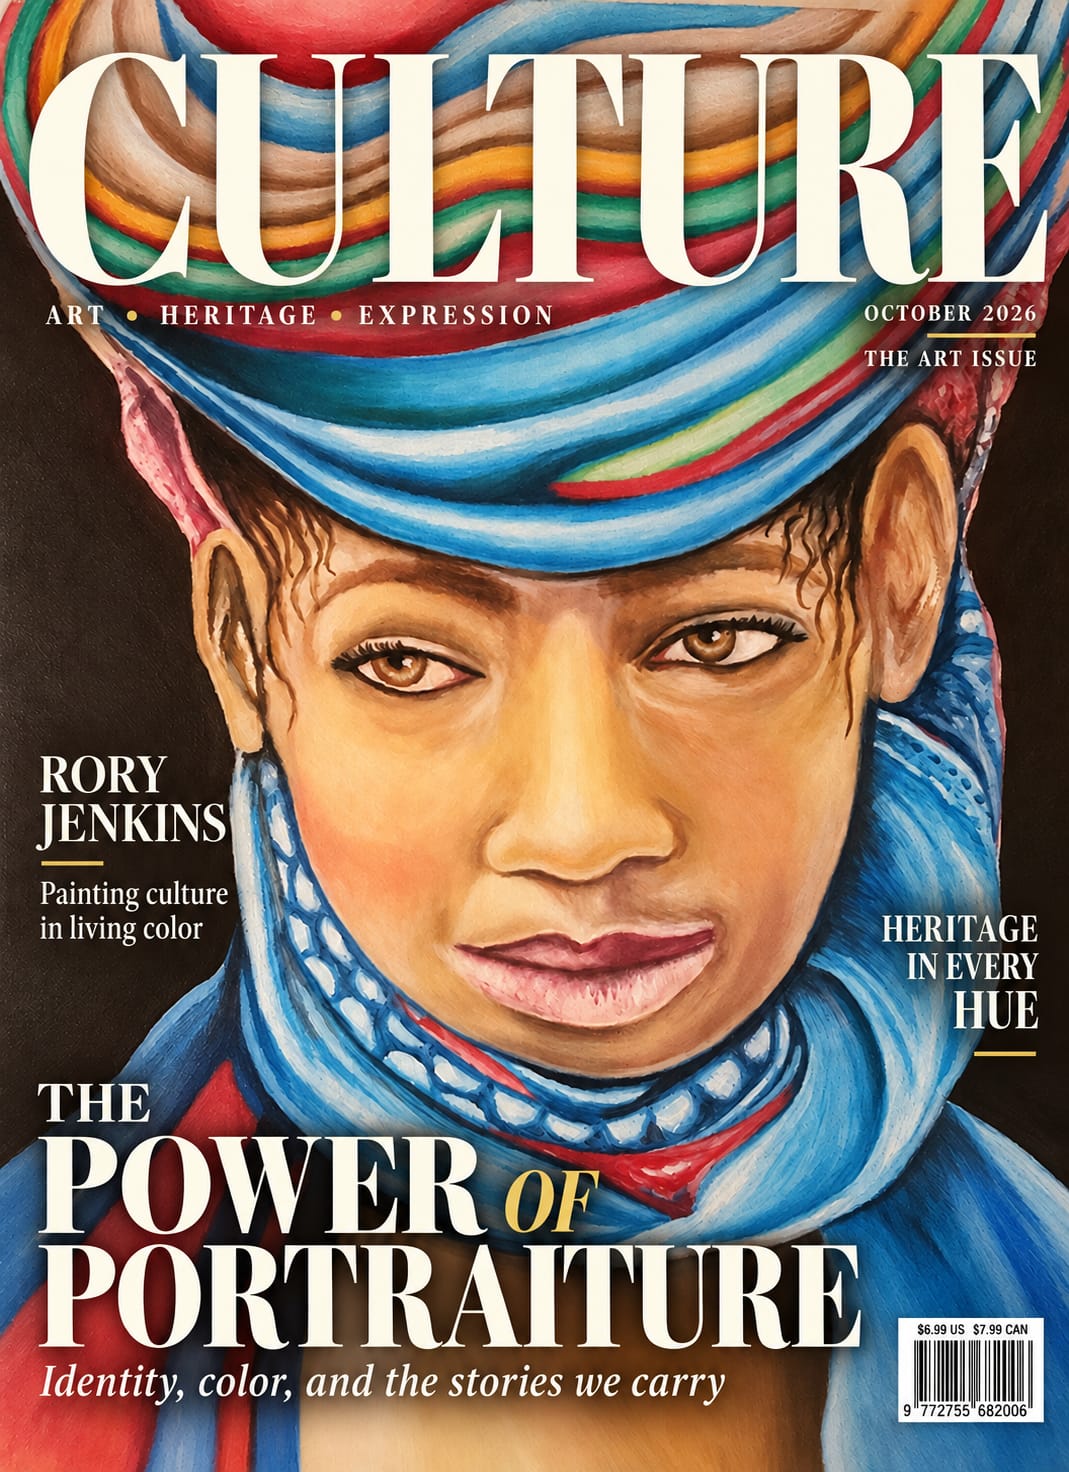 CULTURE
ART • HERITAGE • EXPRESSION
OCTOBER 2026
THE ART ISSUE
RORY
JENKINS
Painting culture
in living color
HERITAGE
IN EVERY
HUE
THE
POWER OF
PORTRAITURE
Identity, color, and the stories we carry
$6.99 US $7.99 CAN
9 772755 682006